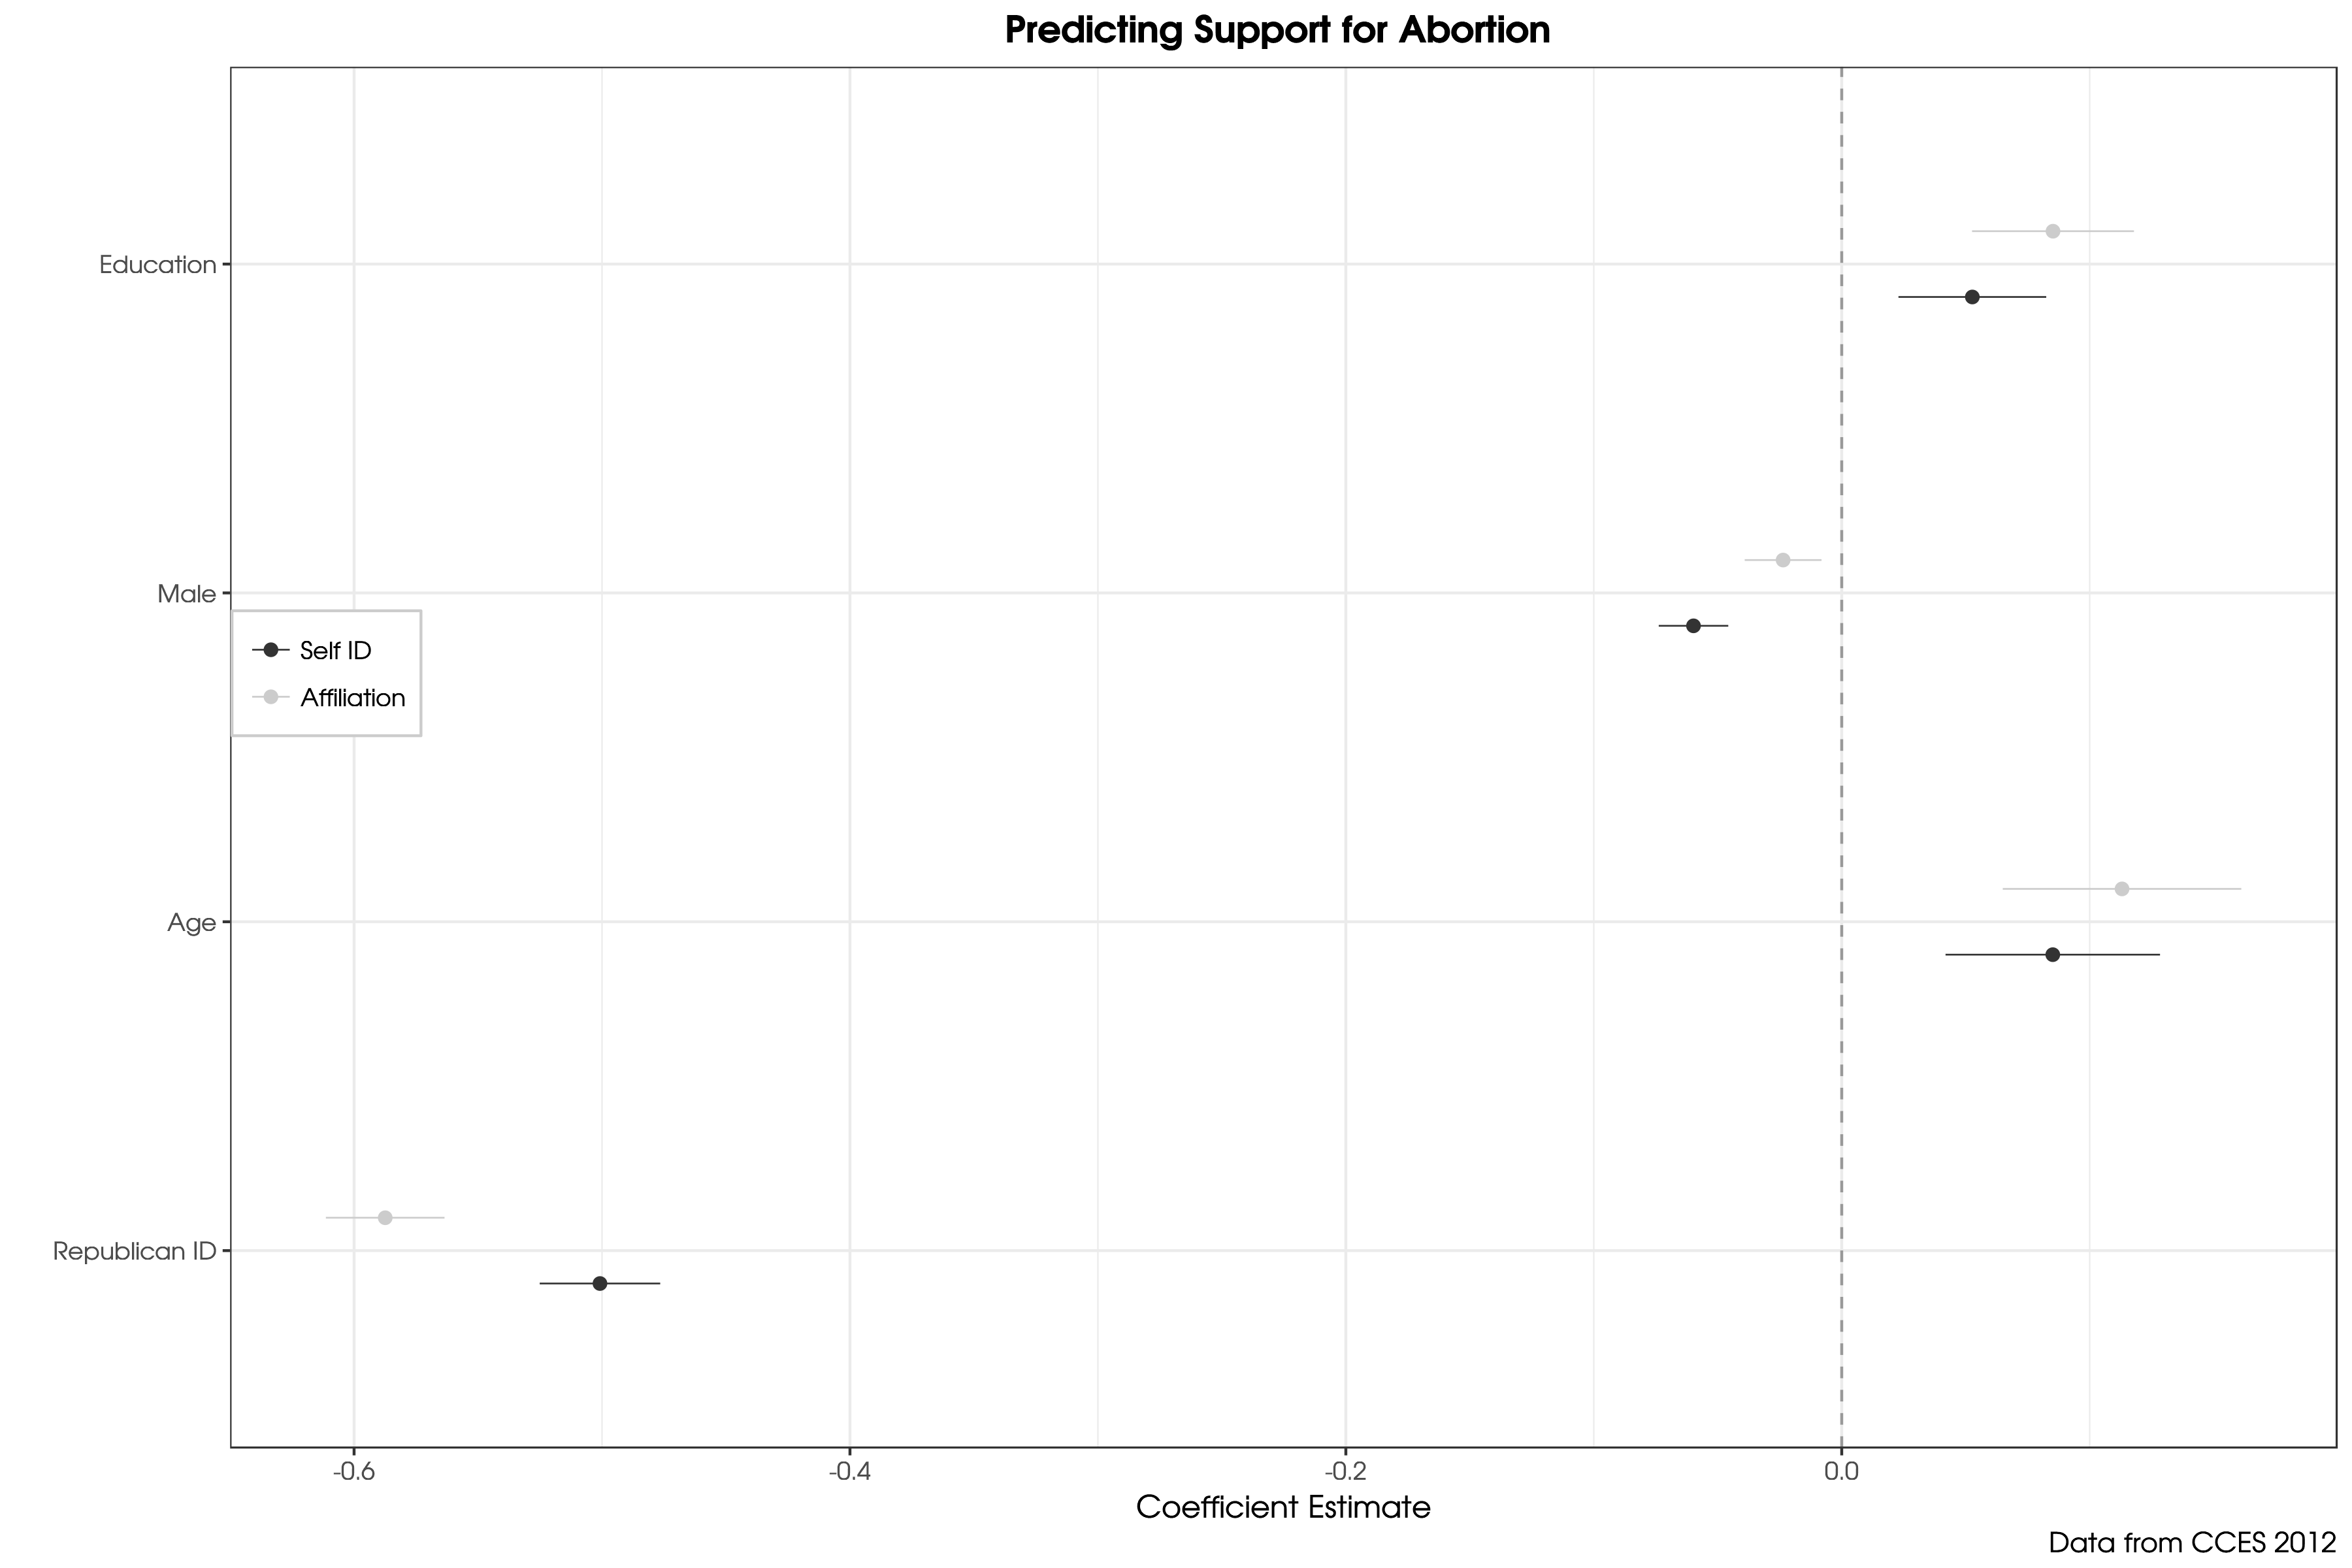 Predicting Support for Abortion
Education
Male
Self ID
Affiliation
Age
Republican ID
-0.6
-0.4
-0.2
0.0
Coefficient Estimate
Data from CCES 2012